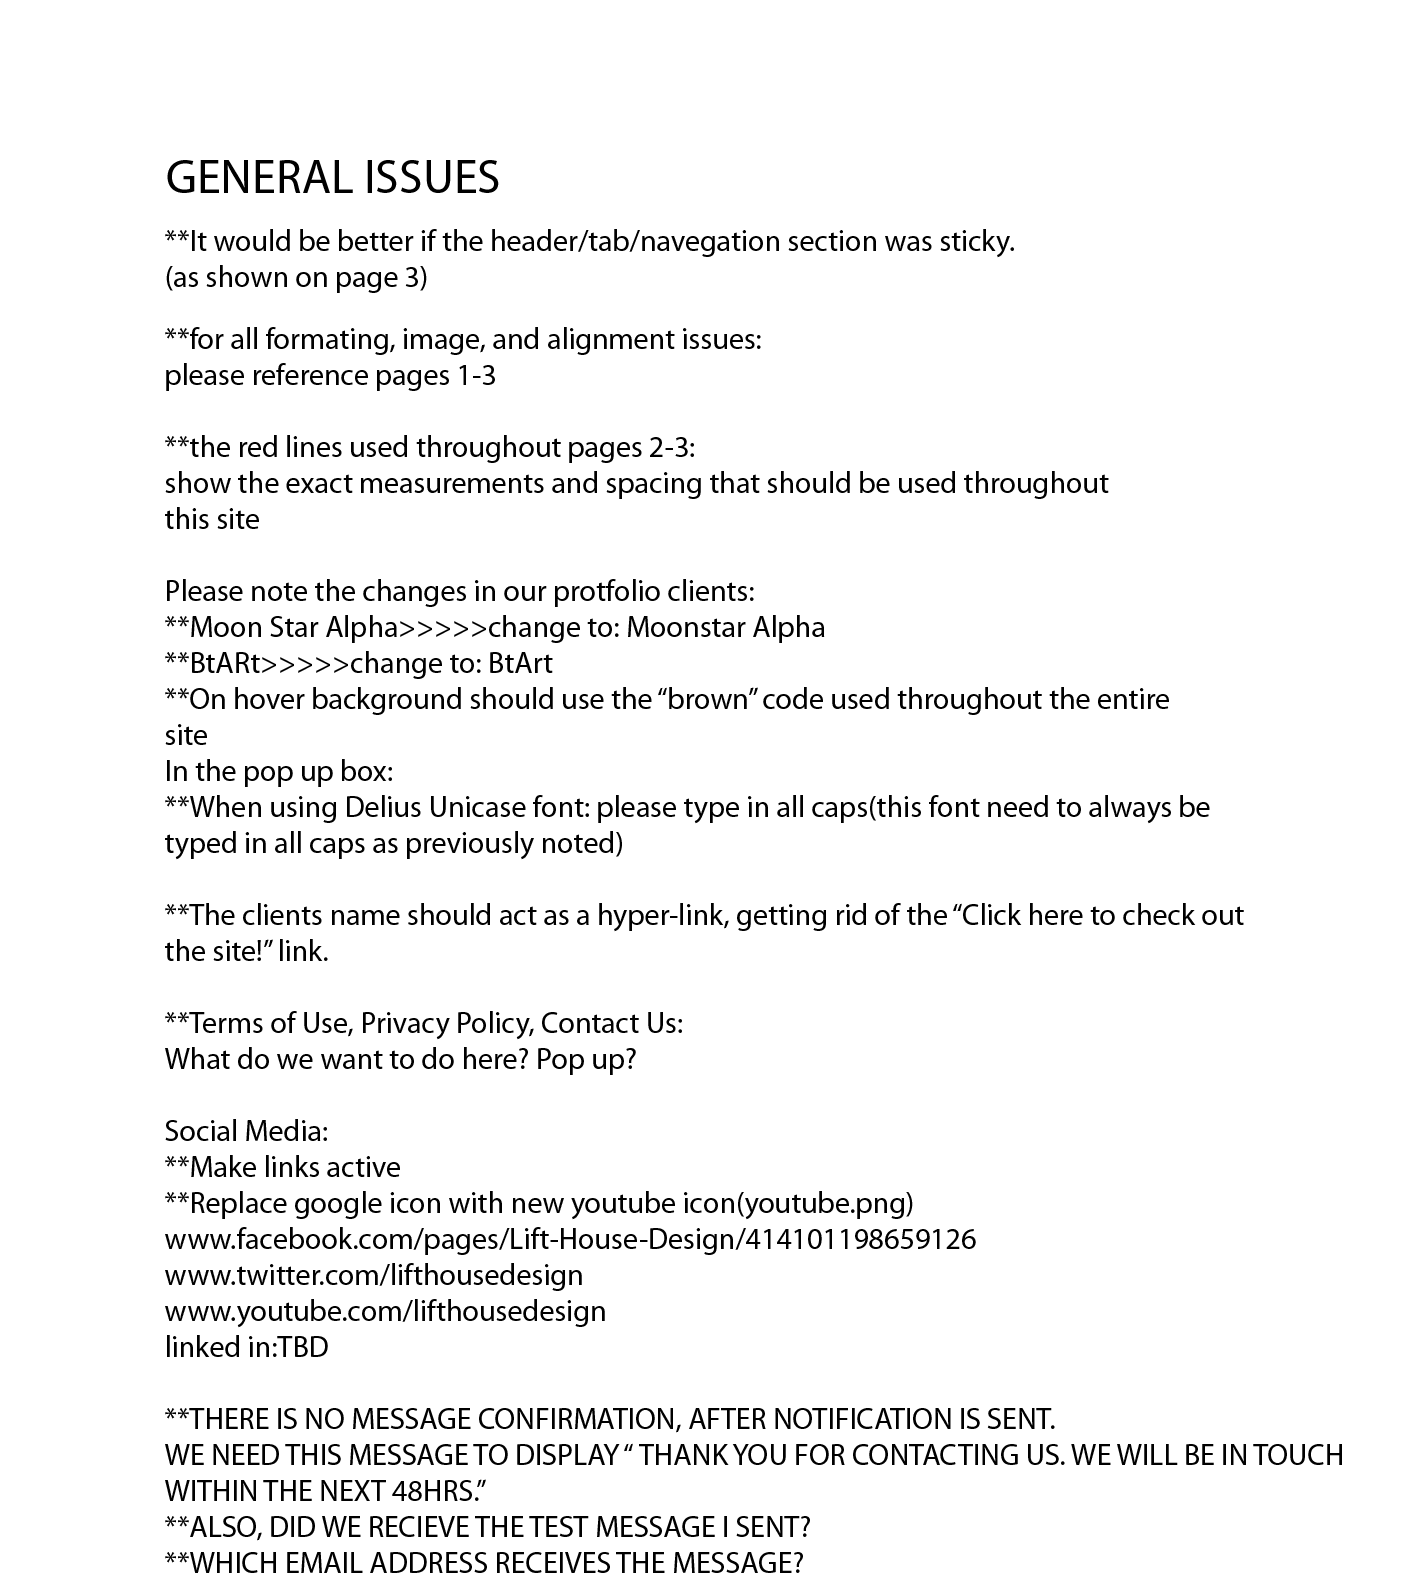 GENERAL ISSUES
**It would be better if the header/tab/navegation section was sticky.
(as shown on page 3)
**for all formating, image, and alignment issues:
please reference pages 1-3
**the red lines used throughout pages 2-3:
show the exact measurements and spacing that should be used throughout
this site
Please note the changes in our protfolio clients:
**Moon Star Alpha>>>>>change to: Moonstar Alpha
**BtARt>>>>>change to: BtArt
**On hover background should use the “brown” code used throughout the entire
site
In the pop up box:
**When using Delius Unicase font: please type in all caps(this font need to always be
typed in all caps as previously noted)
**The clients name should act as a hyper-link, getting rid of the “Click here to check out
the site!” link.
**Terms of Use, Privacy Policy, Contact Us:
What do we want to do here? Pop up?
Social Media:
**Make links active
**Replace google icon with new youtube icon(youtube.png)
www.facebook.com/pages/Lift-House-Design/414101198659126
www.twitter.com/lifthousedesign
www.youtube.com/lifthousedesign
linked in:TBD
**THERE IS NO MESSAGE CONFIRMATION, AFTER NOTIFICATION IS SENT.
WE NEED THIS MESSAGE TO DISPLAY “ THANK YOU FOR CONTACTING US. WE WILL BE IN TOUCH
WITHIN THE NEXT 48HRS.”
**ALSO, DID WE RECIEVE THE TEST MESSAGE I SENT?
**WHICH EMAIL ADDRESS RECEIVES THE MESSAGE?